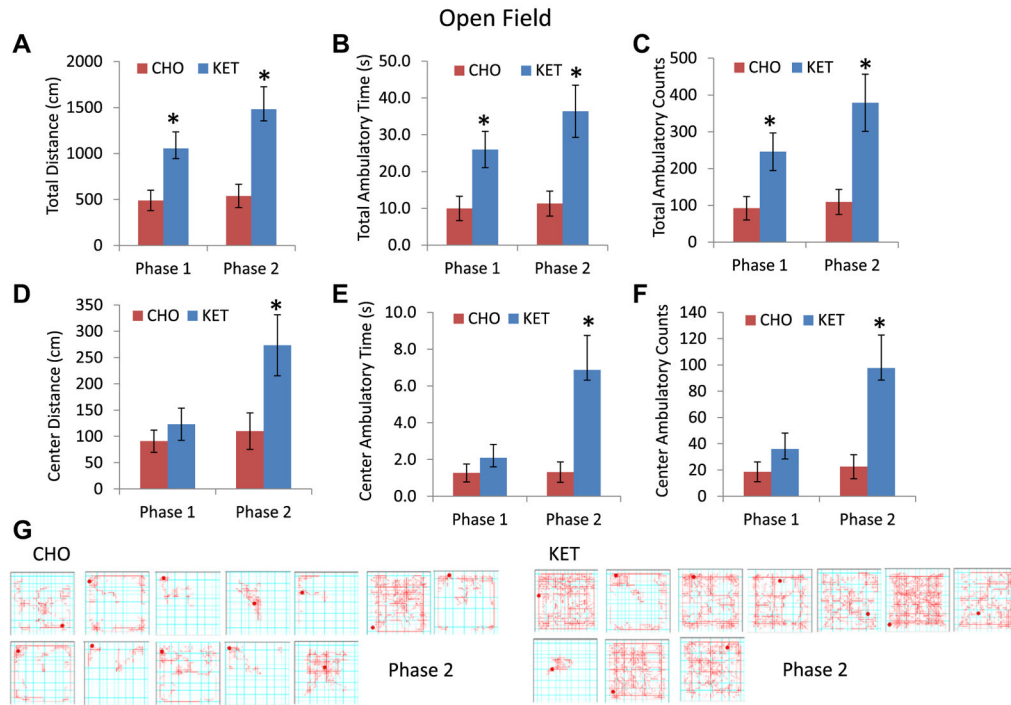 Open Field
A
Total Distance (cm)
2000
1500
1000
500
0
CHO KET
*
*
Phase 1 Phase 2
B
Total Ambulatory Time (s)
50.0
40.0
30.0
20.0
10.0
0.0
CHO KET
*
*
Phase 1 Phase 2
C
Total Ambulatory Counts
500
400
300
200
100
0
CHO KET
*
*
Phase 1 Phase 2
D
Center Distance (cm)
350
300
250
200
150
100
50
0
CHO KET
*
Phase 1 Phase 2
E
Center Ambulatory Time (s)
10.0
8.0
6.0
4.0
2.0
0.0
CHO KET
*
Phase 1 Phase 2
F
Center Ambulatory Counts
140
120
100
80
60
40
20
0
CHO KET
*
Phase 1 Phase 2
G
CHO
Phase 2
KET
Phase 2